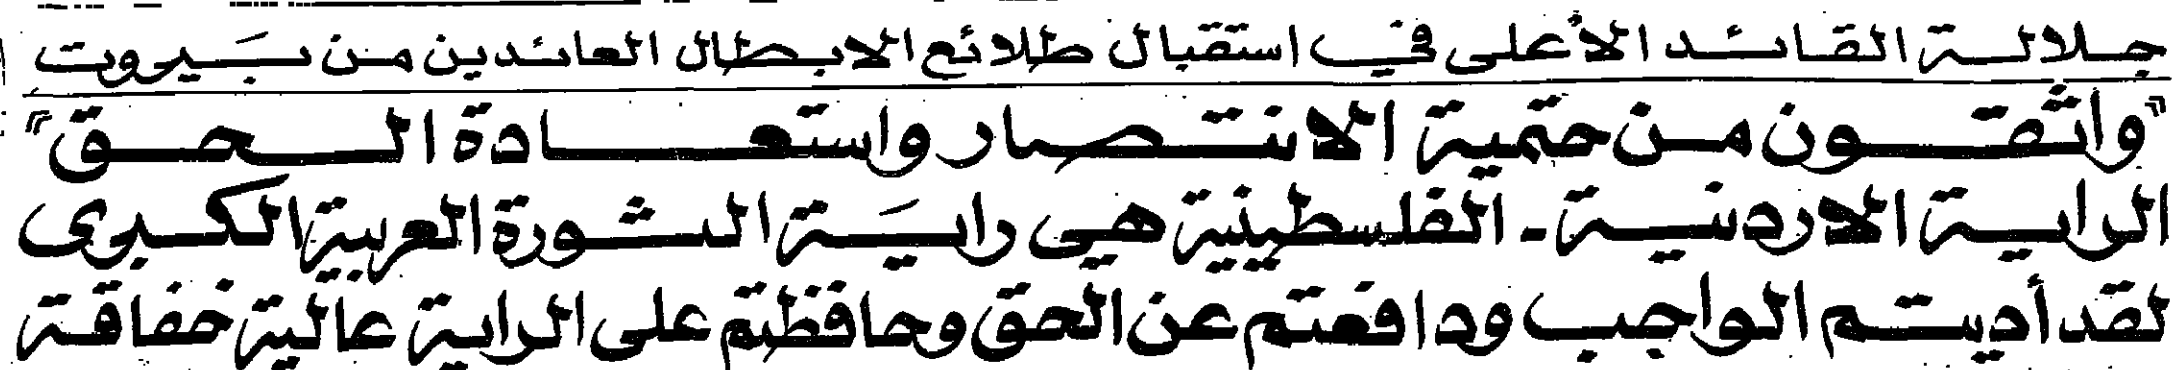 جلالة القائد الأعلى في استقبال طلائع الابطال العائدين من بيروت
"واثقون من حتمية الانتصار واستعادة الحق"
الراية الاردنية - الفلسطينية هي راية الثورة العربية الكبرى
لقد أديتم الواجب ودافعتم عن الحق وحافظتم على الراية عالية خفاقة